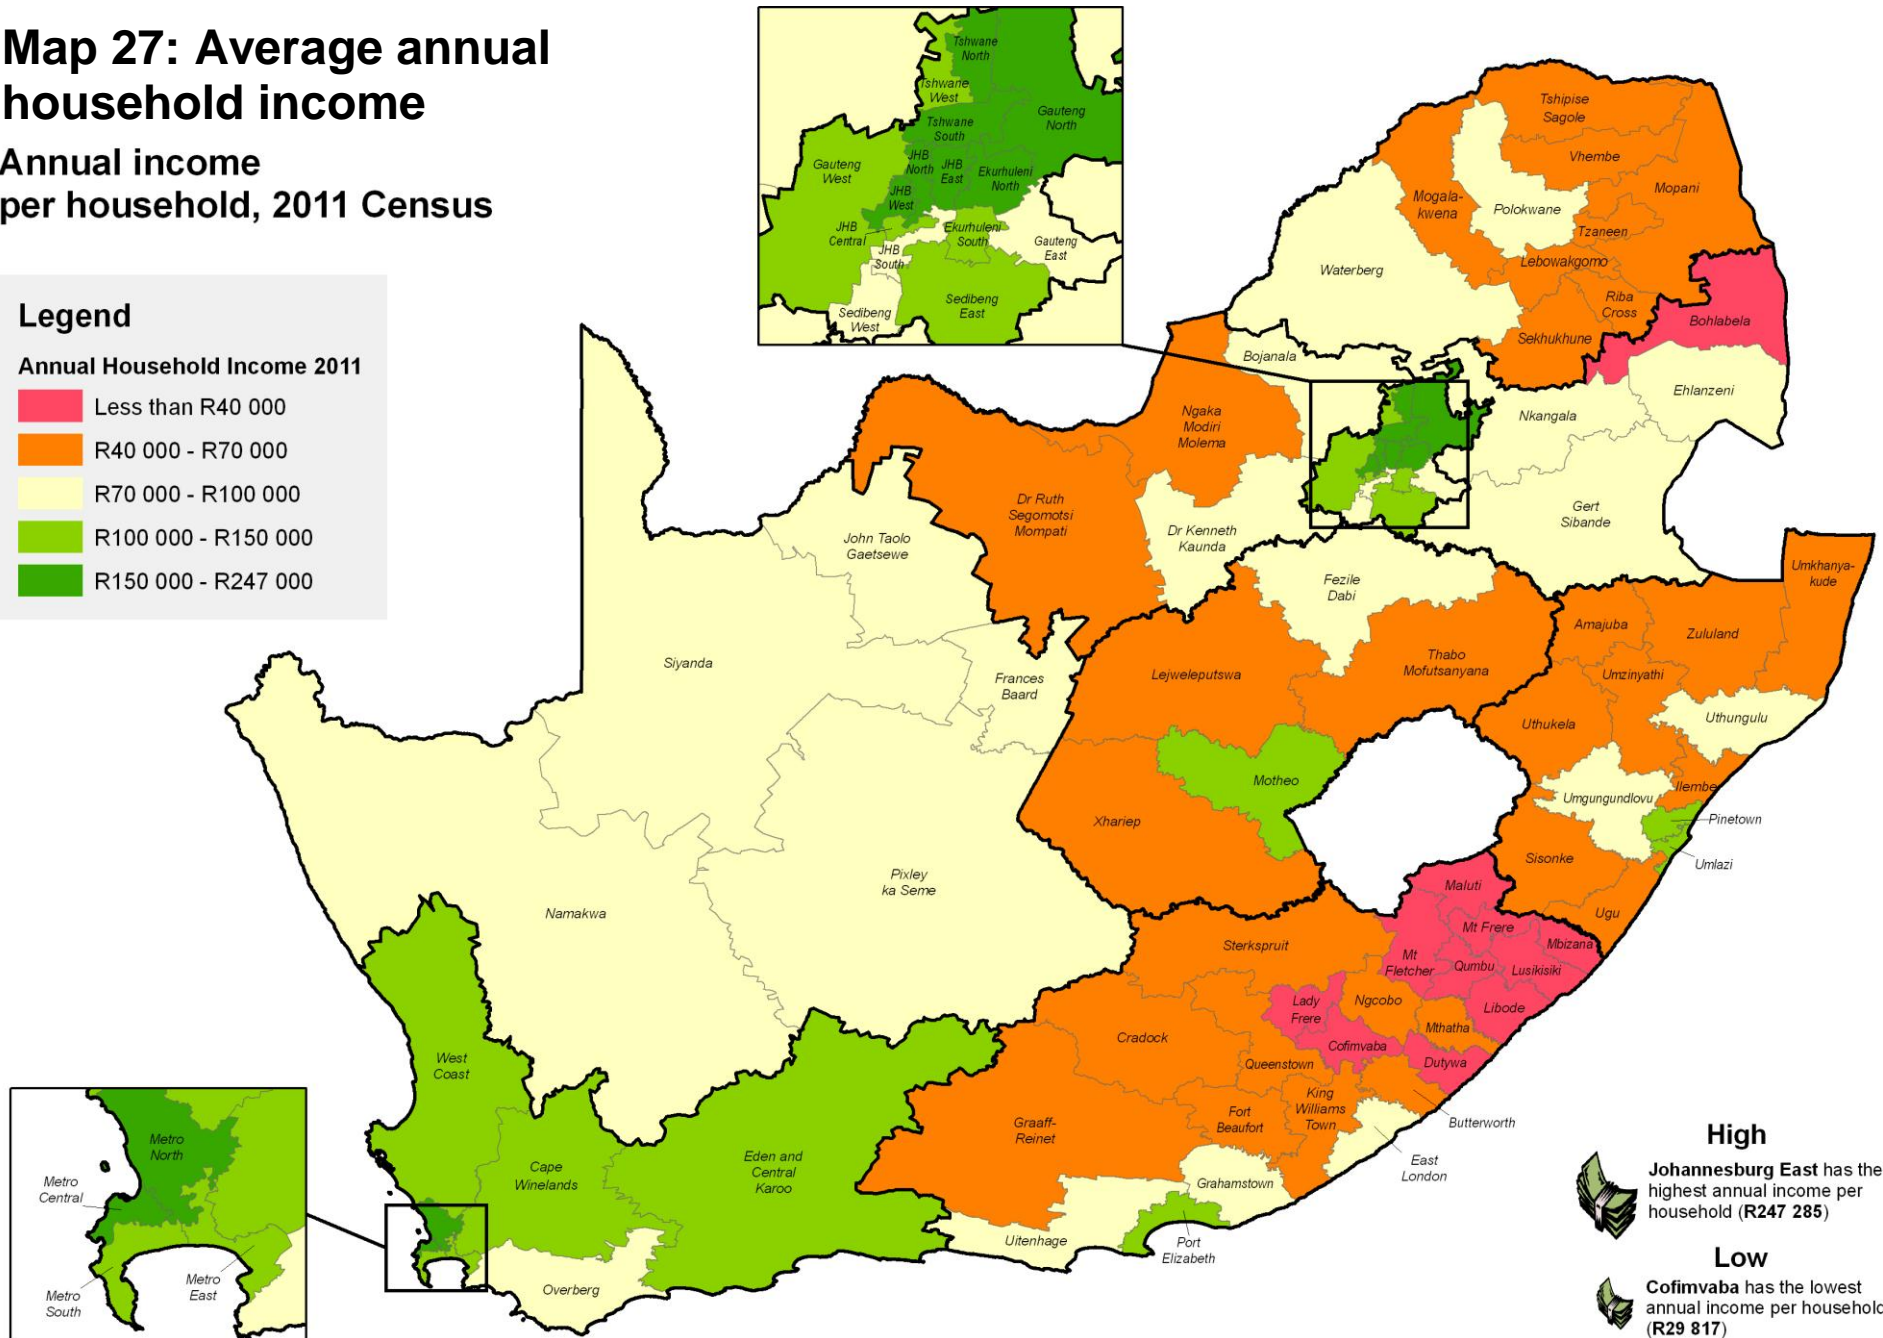 Map 27: Average annual
household income
Annual income
per household, 2011 Census
Legend
Annual Household Income 2011
Less than R40 000
R40 000 - R70 000
R70 000 - R100 000
R100 000 - R150 000
R150 000 - R247 000
Tshwane
North
Tshwane
West
Gauteng
North
Tshwane
South
Gauteng
West
JHB
North
JHB
East
Ekurhuleni
North
JHB
West
JHB
Central
Ekurhuleni
South
JHB
South
Gauteng
East
Sedibeng
East
Sedibeng
West
Tshipise
Sagole
Vhembe
Mopani
Mogala-
kwena
Polokwane
Tzaneen
Lebowakgomo
Waterberg
Riba
Cross
Bohlabela
Sekhukhune
Bojanala
Ehlanzeni
Nkangala
Gert
Sibande
Ngaka
Modiri
Molema
Dr Ruth
Segomotsi
Mompati
Dr Kenneth
Kaunda
John Taolo
Gaetsewe
Siyanda
Frances
Baard
Pixley
ka Seme
Namakwa
Fezile
Dabi
Lejweleputswa
Thabo
Mofutsanyana
Motheo
Xhariep
Umkhanya-
kude
Amajuba
Zululand
Umzinyathi
Uthungulu
Uthukela
Ilembe
Umgungundlovu
Pinetown
Umlazi
Sisonke
Ugu
Maluti
Mt Frere
Mbizana
Mt
Fletcher
Qumbu
Lusikisiki
Libode
Sterkspruit
Lady
Frere
Ngcobo
Mthatha
Cofimvaba
Dutywa
Cradock
Queenstown
King
Williams
Town
Fort
Beaufort
Butterworth
East
London
Graaff-
Reinet
Grahamstown
Uitenhage
Port
Elizabeth
West
Coast
Cape
Winelands
Eden and
Central
Karoo
Overberg
Metro
North
Metro
Central
Metro
East
Metro
South
High
Johannesburg East has the
highest annual income per
household (R247 285)
Low
Cofimvaba has the lowest
annual income per household
(R29 817)